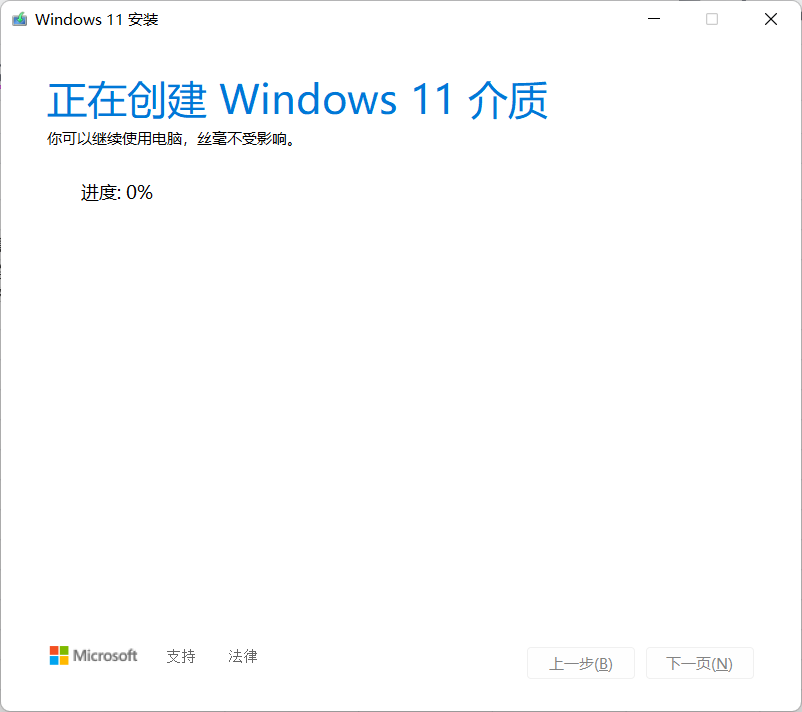 Windows 11 安装
正在创建 Windows 11 介质
你可以继续使用电脑，丝毫不受影响。
进度: 0%
Microsoft 支持 法律 上一步(B) 下一页(N)